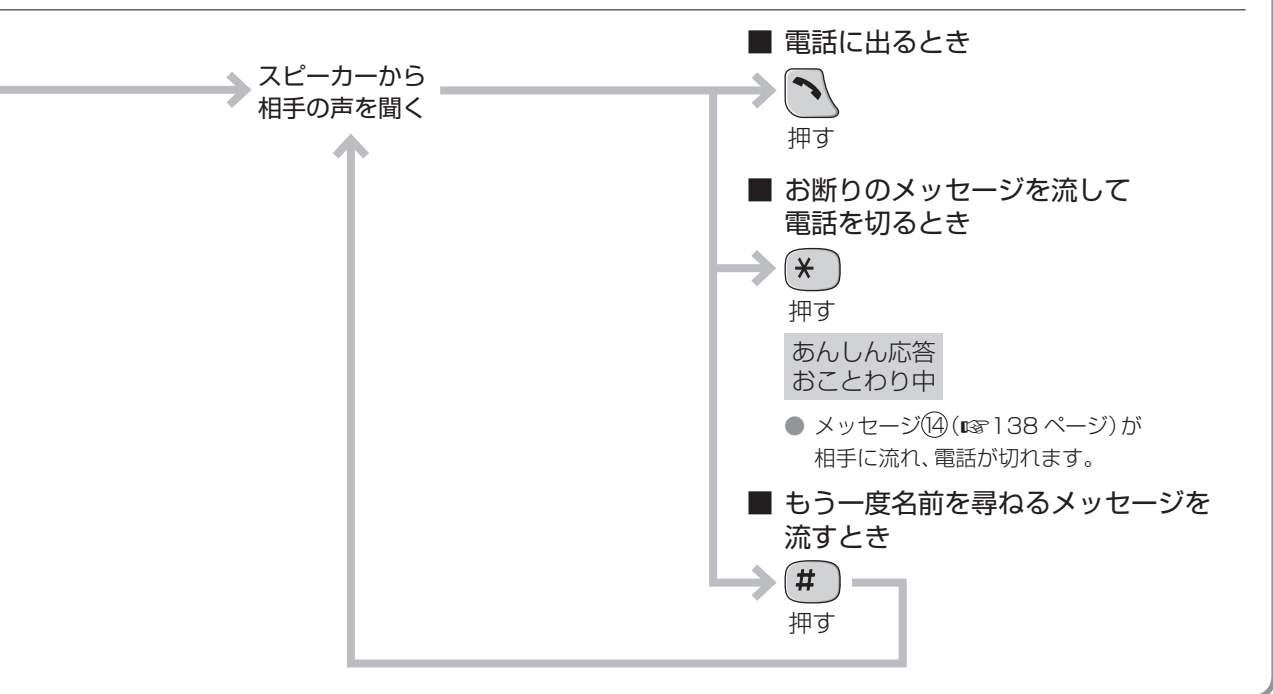 スピーカーから
相手の声を聞く
■ 電話に出るとき
押す
■ お断りのメッセージを流して
電話を切るとき
*
押す
あんしん応答
おことわり中
● メッセージ⑭(☞138 ページ)が
相手に流れ、電話が切れます。
■ もう一度名前を尋ねるメッセージを
流すとき
#
押す